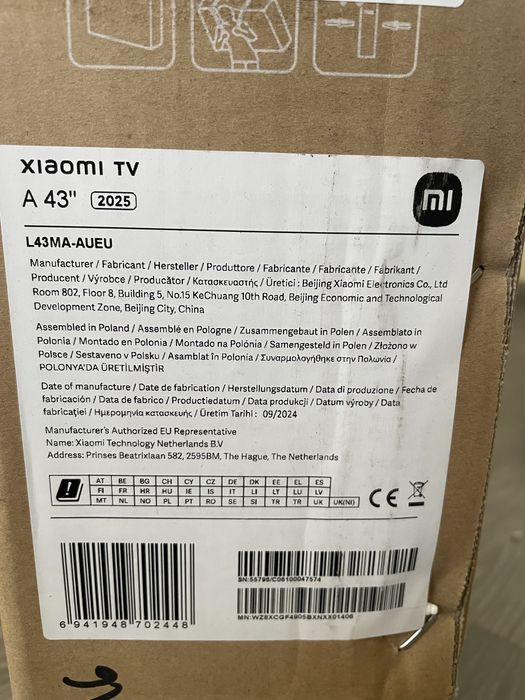 xiaomi TV
A 43" 2025
mi
L43MA-AUEU
Manufacturer / Fabricant / Hersteller / Produttore / Fabricante / Fabricante / Fabrikant /
Producent / Výrobce / Producător / Κατασκευαστής / Üretici : Beijing Xiaomi Electronics Co., Ltd
Room 802, Floor 8, Building 5, No.15 KeChuang 10th Road, Beijing Economic and Technological
Development Zone, Beijing City, China
Assembled in Poland / Assemblé en Pologne / Zusammengebaut in Polen / Assemblato in
Polonia / Montado en Polonia / Montado na Polónia / Samengesteld in Polen / Złożono w
Polsce / Sestaveno v Polsku / Asamblat în Polonia / Συναρμολογήθηκε στην Πολωνία /
POLONYA'DA ÜRETİLMİŞTİR
Date of manufacture / Date de fabrication / Herstellungsdatum / Data di produzione / Fecha de
fabricación / Data de fabrico / Productiedatum / Data produkcji / Datum výroby / Data
fabricației / Ημερομηνία κατασκευής / Üretim Tarihi : 09/2024
Manufacturer's Authorized EU Representative
Name: Xiaomi Technology Netherlands B.V
Address: Prinses Beatrixlaan 582, 2595BM, The Hague, The Netherlands
AT BE BG CH CY CZ DE DK EE EL ES
FI FR HR HU IE IS IT LI LT LU LV
MT NL NO PL PT RO SE SI TR TR UK UK(NI)
CE
SN:55796/C06100047574
MN:WZ8XCGF4905BXNXX01406
6 941948 702448